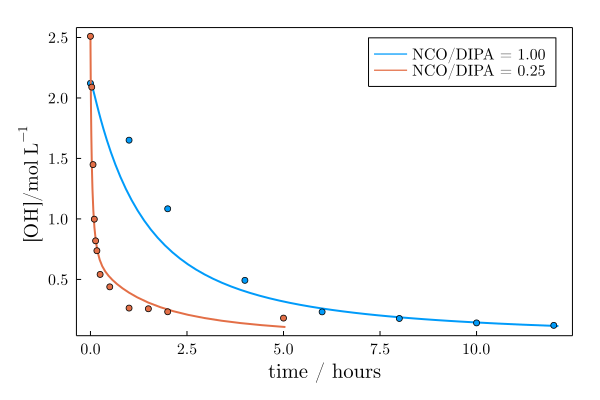 2.5
2.0
1.5
1.0
0.5
[OH]/mol L⁻¹
NCO/DIPA = 1.00
NCO/DIPA = 0.25
0.0 2.5 5.0 7.5 10.0
time / hours